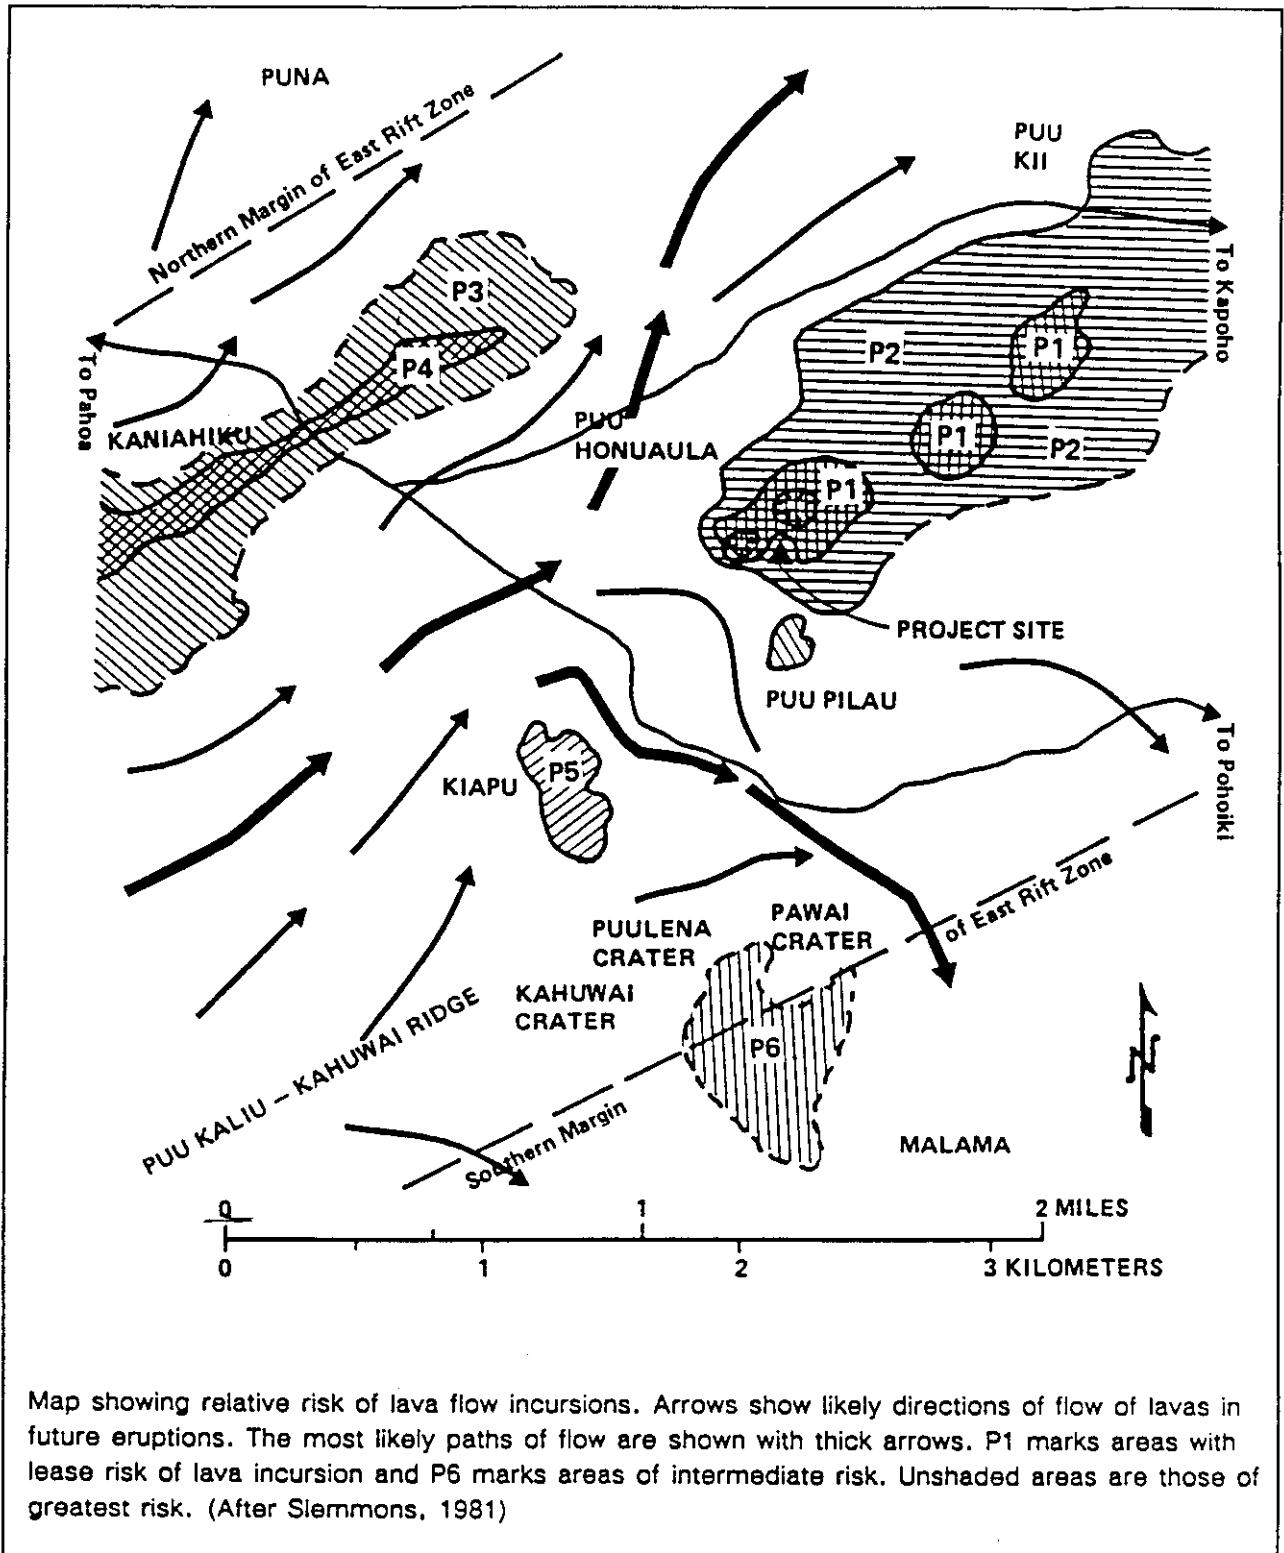 PUNA
Northern Margin of East Rift Zone
PUU
KII
To Kapoho
P3
P4
P2
P1
To Pahoa
KANIAHIKU
PUU
HONUAULA
P1
P2
P1
PROJECT SITE
PUU PILAU
To Pohoiki
P5
KIAPU
PUULENA
CRATER
PAWAI
CRATER
of East Rift Zone
KAHUWAI
CRATER
PUU KALIU – KAHUWAI RIDGE
P6
Southern Margin
MALAMA
0 1 2 MILES
0 1 2 3 KILOMETERS
Map showing relative risk of lava flow incursions. Arrows show likely directions of flow of lavas in
future eruptions. The most likely paths of flow are shown with thick arrows. P1 marks areas with
lease risk of lava incursion and P6 marks areas of intermediate risk. Unshaded areas are those of
greatest risk. (After Slemmons, 1981)